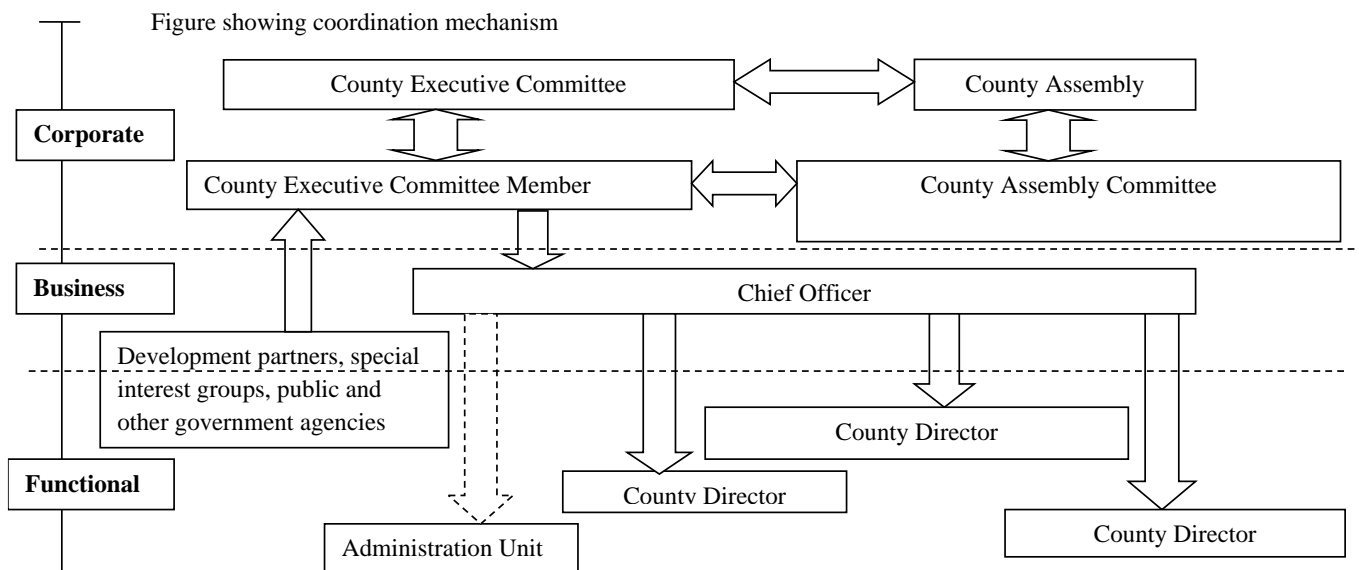 Figure showing coordination mechanism
County Executive Committee
County Assembly
Corporate
County Executive Committee Member
County Assembly Committee
Business
Chief Officer
Development partners, special
interest groups, public and
other government agencies
County Director
Functional
County Director
County Director
Administration Unit